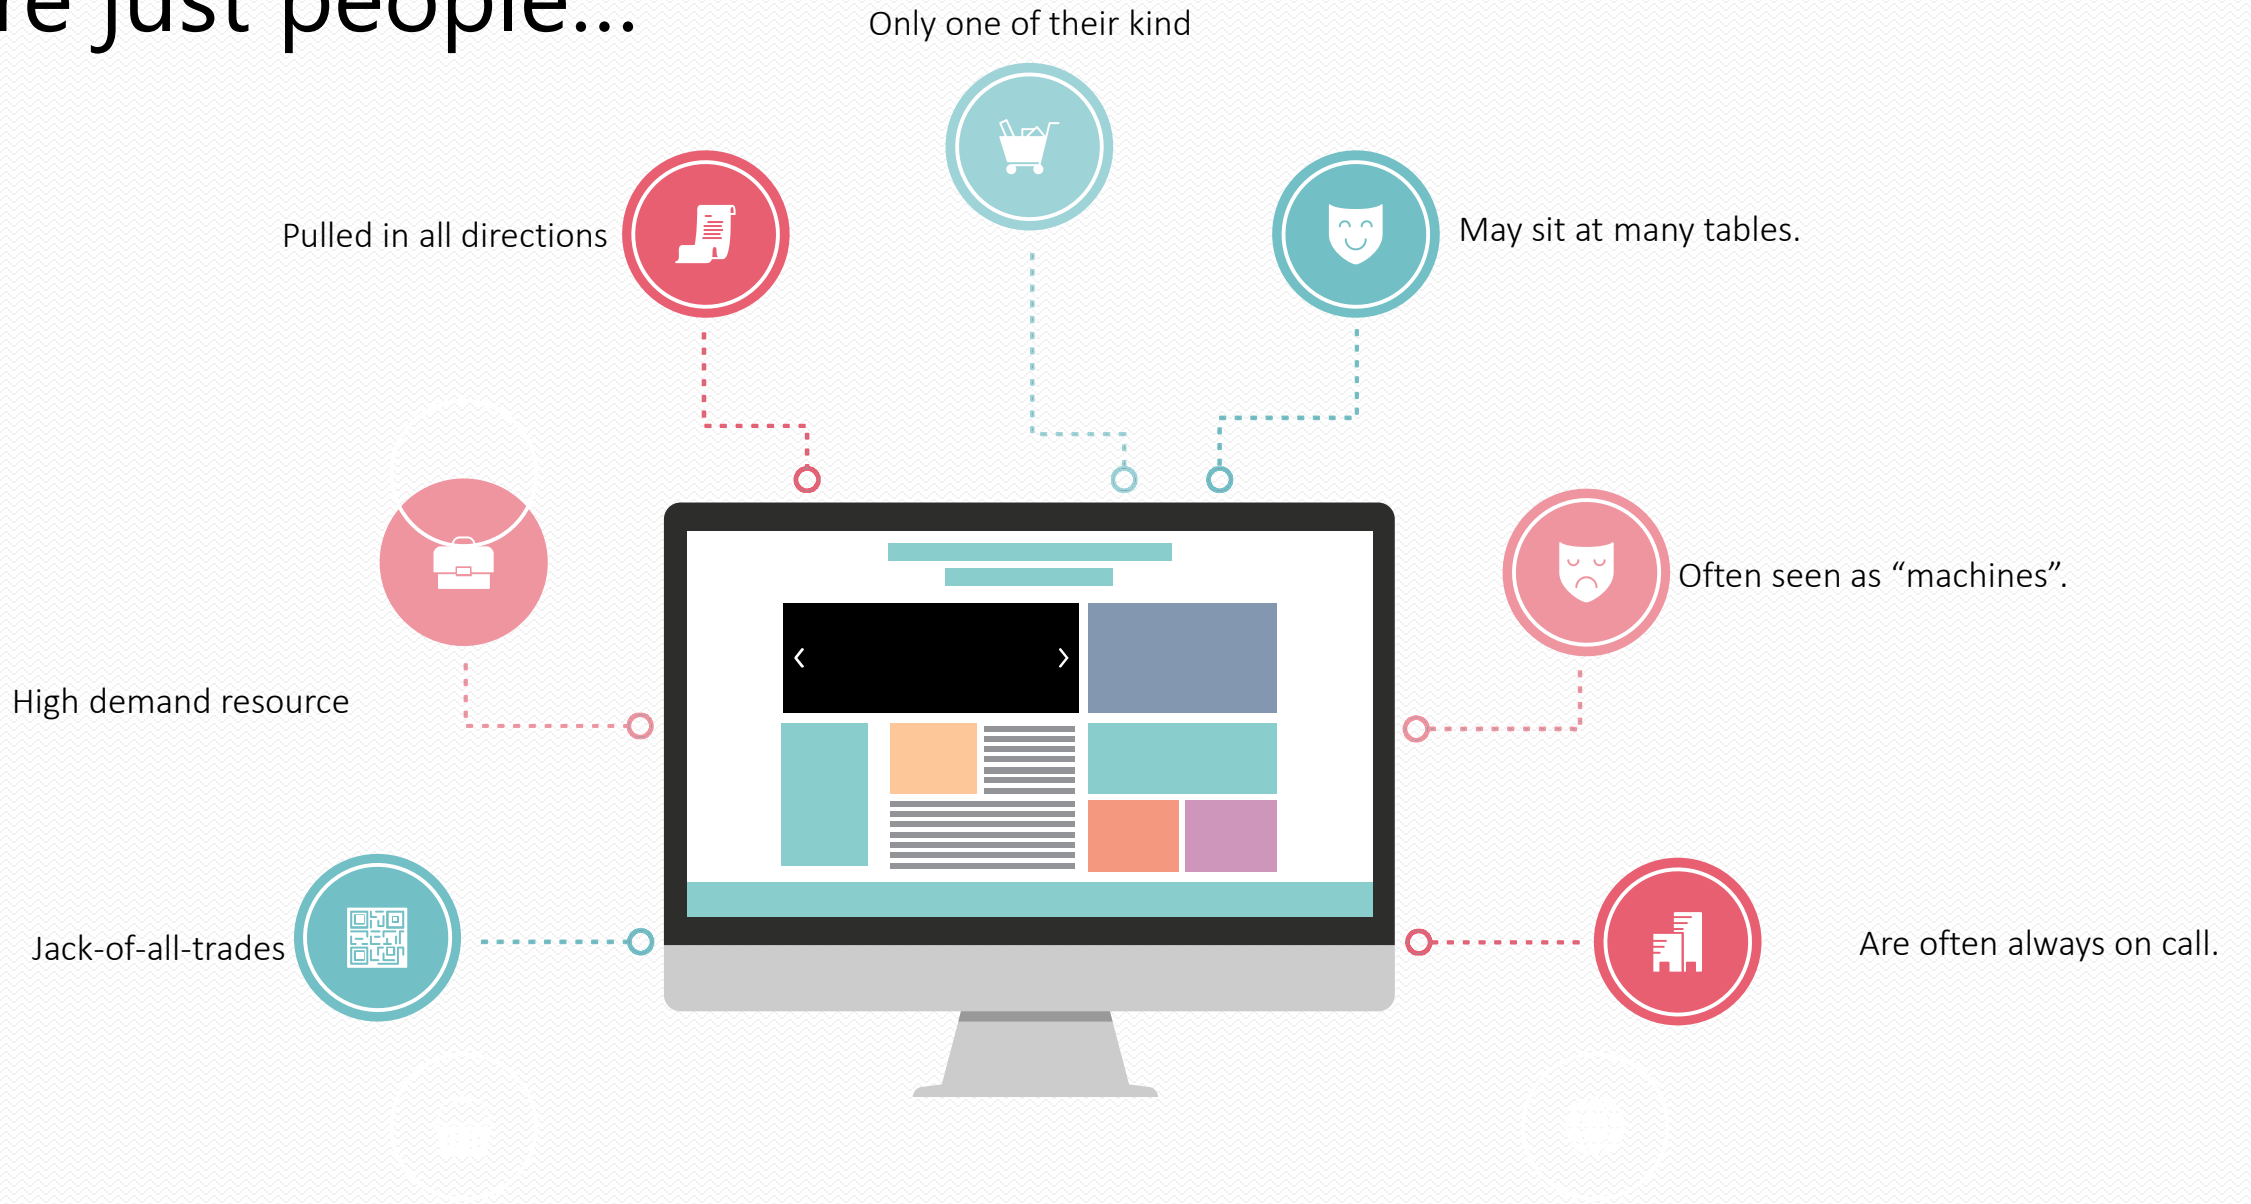 re just people...
Only one of their kind
Pulled in all directions
May sit at many tables.
Often seen as “machines”.
High demand resource
Jack-of-all-trades
Are often always on call.